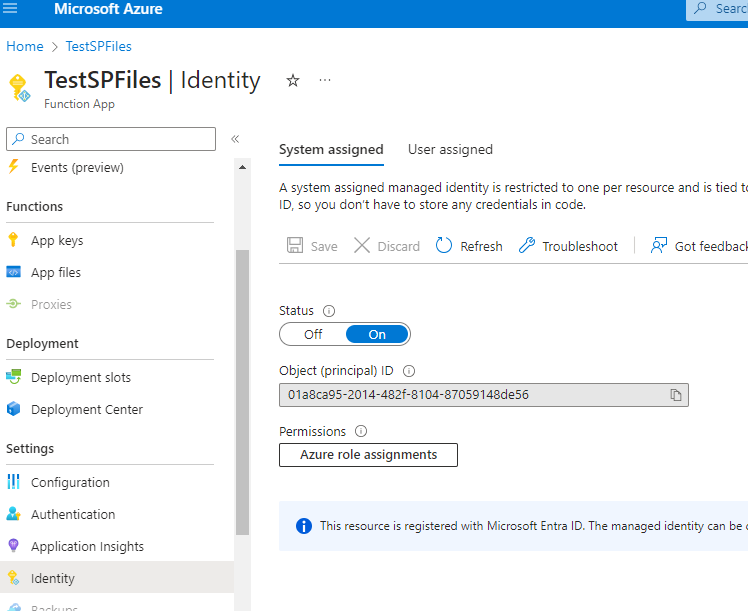 Microsoft Azure
Searc
Home > TestSPFiles
TestSPFiles | Identity
Function App
Search
Events (preview)
Functions
App keys
App files
Proxies
Deployment
Deployment slots
Deployment Center
Settings
Configuration
Authentication
Application Insights
Identity
Backups
System assigned User assigned
A system assigned managed identity is restricted to one per resource and is tied to
ID, so you don't have to store any credentials in code.
Save Discard Refresh Troubleshoot Got feedback
Status
Off On
Object (principal) ID
01a8ca95-2014-482f-8104-87059148de56
Permissions
Azure role assignments
This resource is registered with Microsoft Entra ID. The managed identity can be